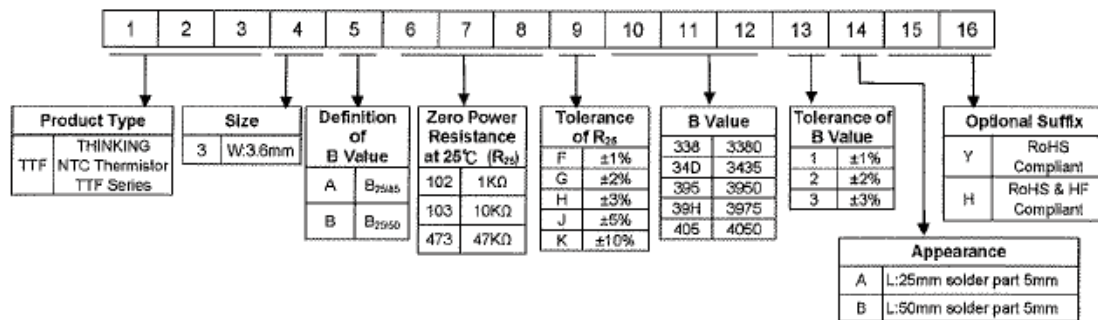 1 2 3 4 5 6 7 8 9 10 11 12 13 14 15 16
Product Type
TTF THINKING
NTC Thermistor
TTF Series
Size
3 W:3.6mm
Definition
of
B Value
A B25/85
B B25/50
Zero Power
Resistance
at 25℃ (R25)
102 1KΩ
103 10KΩ
473 47KΩ
Tolerance
of R25
F ±1%
G ±2%
H ±3%
J ±5%
K ±10%
B Value
338 3380
34D 3435
395 3950
39H 3975
405 4050
Tolerance of
B Value
1 ±1%
2 ±2%
3 ±3%
Optional Suffix
Y RoHS
Compliant
H RoHS & HF
Compliant
Appearance
A L:25mm solder part 5mm
B L:50mm solder part 5mm